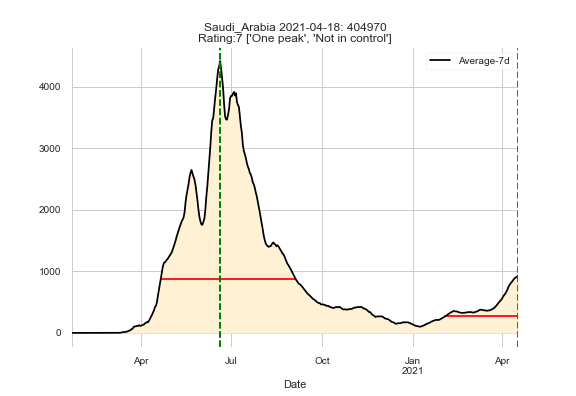 Saudi_Arabia 2021-04-18: 404970
Rating:7 ['One peak', 'Not in control']
Average-7d
4000
3000
2000
1000
0
Apr
Jul
Oct
Jan
2021
Apr
Date